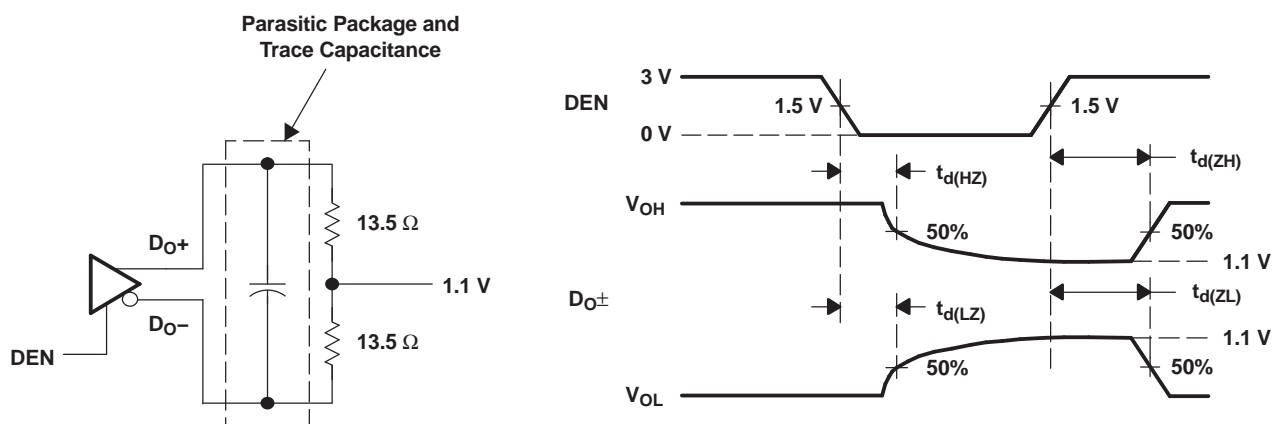 Parasitic Package and
Trace Capacitance
DO+
DO−
DEN
13.5 Ω
13.5 Ω
1.1 V
DEN
3 V
0 V
1.5 V
1.5 V
td(HZ)
td(ZH)
VOH
50%
50%
1.1 V
DO±
td(LZ)
td(ZL)
1.1 V
50%
50%
VOL